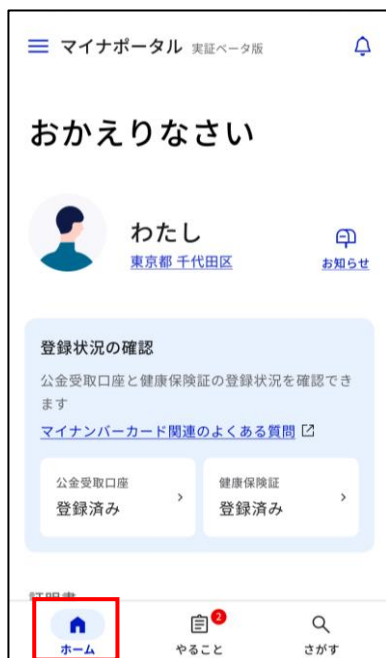 マイナポータル 実証ベータ版
おかえりなさい
わたし
東京都 千代田区
お知らせ
登録状況の確認
公金受取口座と健康保険証の登録状況を確認でき
ます
マイナンバーカード関連のよくある質問
公金受取口座
登録済み
健康保険証
登録済み
証明書
2
ホーム
やること
さがす